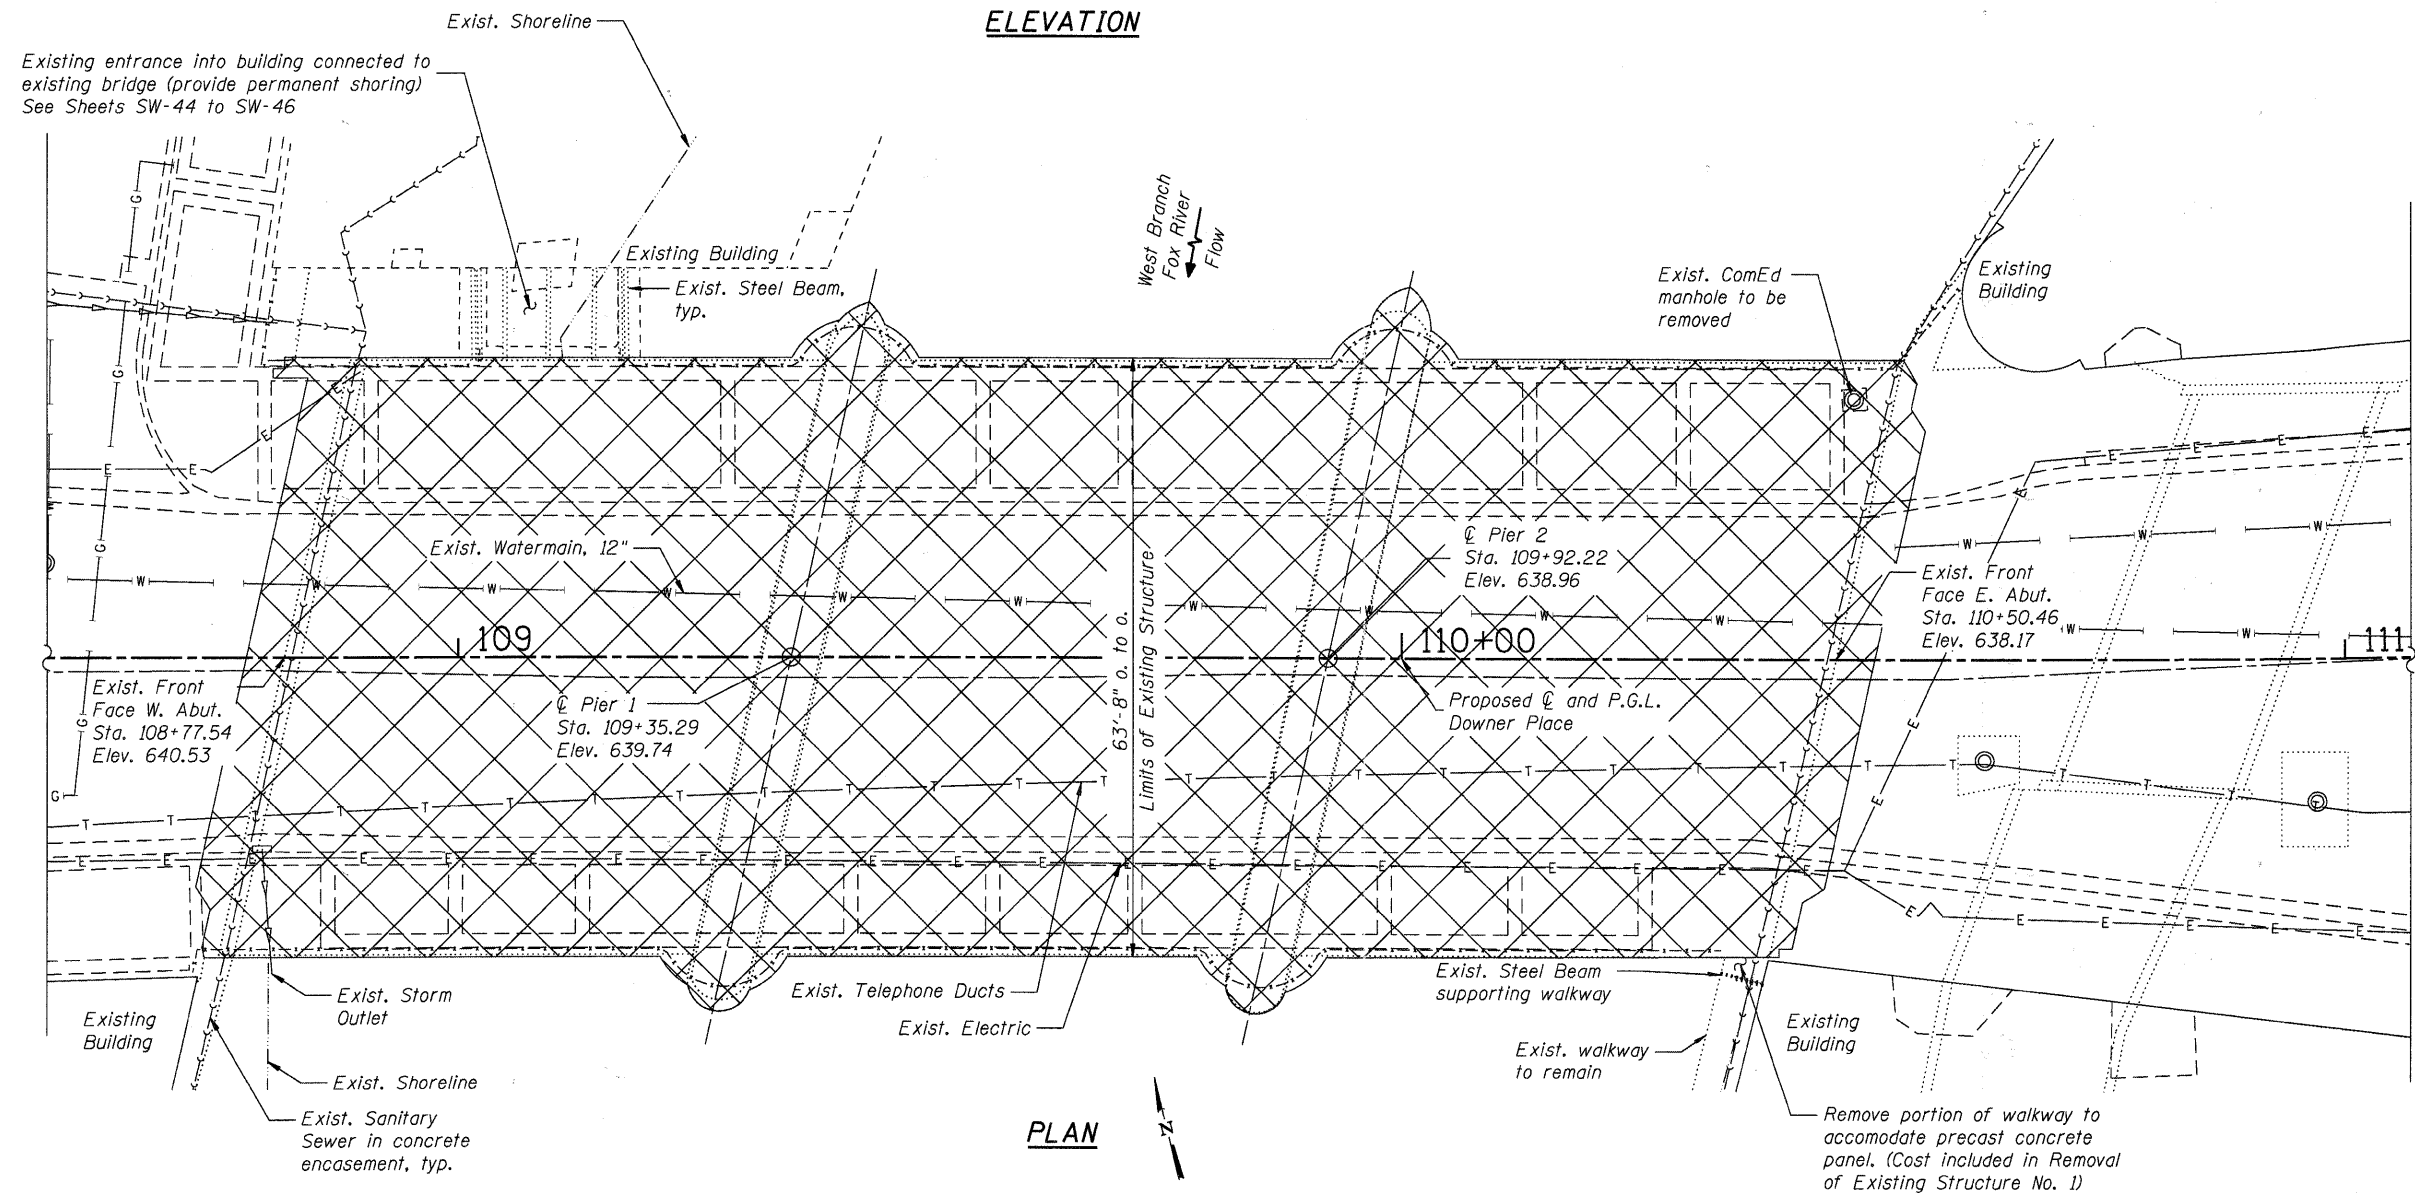 ELEVATION
Exist. Shoreline
Existing entrance into building connected to
existing bridge (provide permanent shoring)
See Sheets SW-44 to SW-46
West Branch
Fox River
Flow
Existing Building
Exist. Steel Beam,
typ.
Exist. ComEd
manhole to be
removed
Existing
Building
Exist. Watermain, 12"
℄ Pier 2
Sta. 109+92.22
Elev. 638.96
Exist. Front
Face E. Abut.
Sta. 110+50.46
Elev. 638.17
109
110+00
111
63'-8" o. to o.
Limits of Existing Structure
Exist. Front
Face W. Abut.
Sta. 108+77.54
Elev. 640.53
℄ Pier 1
Sta. 109+35.29
Elev. 639.74
Proposed ℄ and P.G.L.
Downer Place
Exist. Storm
Outlet
Exist. Telephone Ducts
Exist. Electric
Exist. Steel Beam
supporting walkway
Existing
Building
Existing
Building
Exist. walkway
to remain
Exist. Shoreline
Exist. Sanitary
Sewer in concrete
encasement, typ.
PLAN
N
Remove portion of walkway to
accomodate precast concrete
panel. (Cost included in Removal
of Existing Structure No. 1)